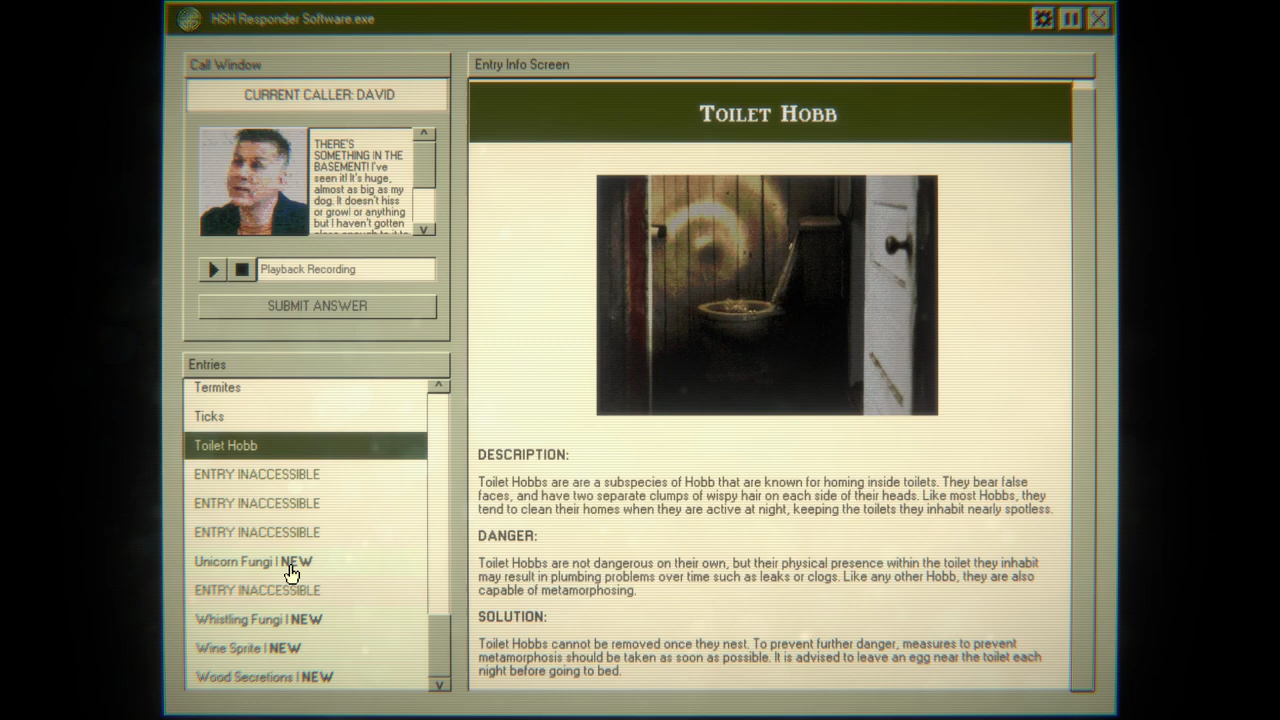 HSH Responder Software.exe
Call Window
CURRENT CALLER: DAVID
THERE'S
SOMETHING IN THE
BASEMENT! I've
seen it! It's huge,
almost as big as my
dog. It doesn't hiss
or growl or anything
but I haven't gotten
Playback Recording
SUBMIT ANSWER
Entries
Termites
Ticks
Toilet Hobb
ENTRY INACCESSIBLE
ENTRY INACCESSIBLE
ENTRY INACCESSIBLE
Unicorn Fungi | NEW
ENTRY INACCESSIBLE
Whistling Fungi | NEW
Wine Sprite | NEW
Wood Secretions | NEW
Entry Info Screen
TOILET HOBB
DESCRIPTION:
Toilet Hobbs are are a subspecies of Hobb that are known for homing inside toilets. They bear false
faces, and have two separate clumps of wispy hair on each side of their heads. Like most Hobbs, they
tend to clean their homes when they are active at night, keeping the toilets they inhabit nearly spotless.
DANGER:
Toilet Hobbs are not dangerous on their own, but their physical presence within the toilet they inhabit
may result in plumbing problems over time such as leaks or clogs. Like any other Hobb, they are also
capable of metamorphosing.
SOLUTION:
Toilet Hobbs cannot be removed once they nest. To prevent further danger, measures to prevent
metamorphosis should be taken as soon as possible. It is advised to leave an egg near the toilet each
night before going to bed.